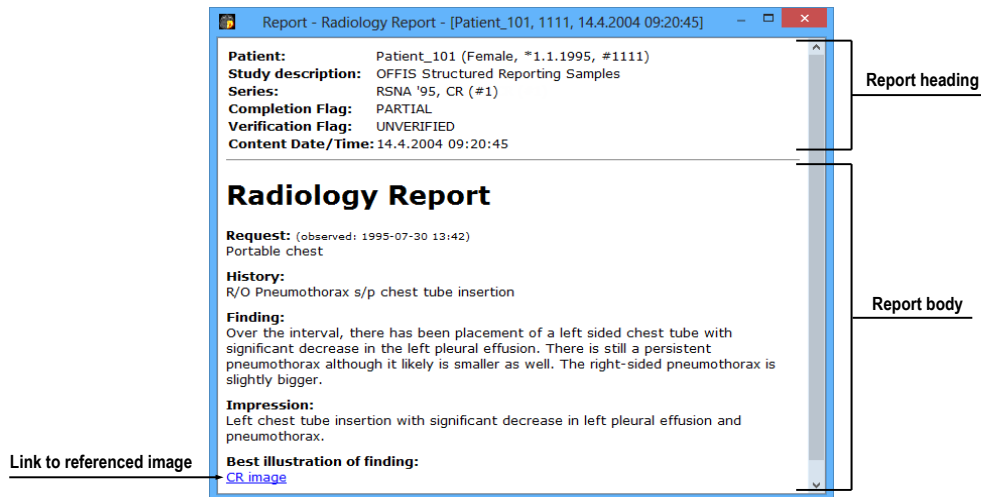 Report - Radiology Report - [Patient_101, 1111, 14.4.2004 09:20:45]
Patient: Patient_101 (Female, *1.1.1995, #1111)
Study description: OFFIS Structured Reporting Samples
Series: RSNA '95, CR (#1)
Completion Flag: PARTIAL
Verification Flag: UNVERIFIED
Content Date/Time: 14.4.2004 09:20:45
Report heading
Radiology Report
Request: (observed: 1995-07-30 13:42)
Portable chest
History:
R/O Pneumothorax s/p chest tube insertion
Finding:
Over the interval, there has been placement of a left sided chest tube with
significant decrease in the left pleural effusion. There is still a persistent
pneumothorax although it likely is smaller as well. The right-sided pneumothorax is
slightly bigger.
Report body
Impression:
Left chest tube insertion with significant decrease in left pleural effusion and
pneumothorax.
Best illustration of finding:
Link to referenced image
CR image